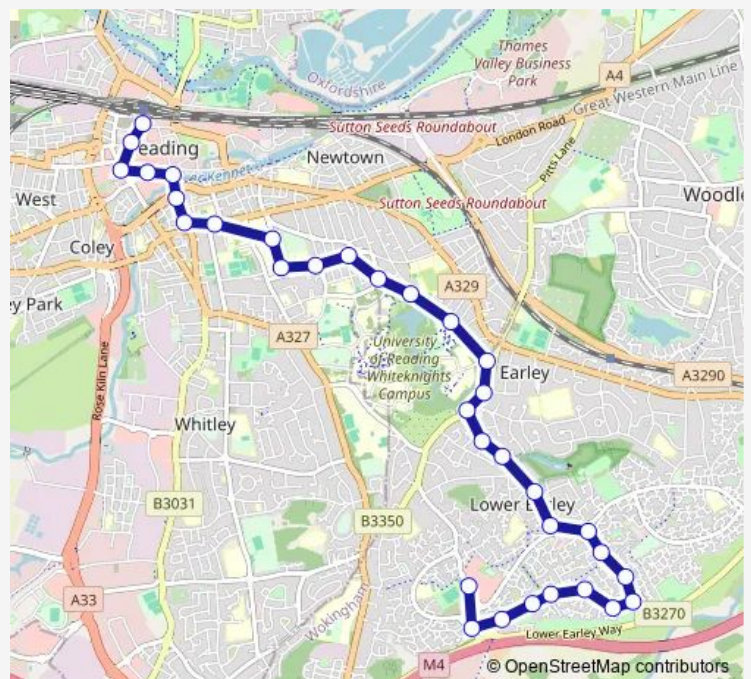 Thames
Valley Business
Park
A4
Oxfordshire
Great Western Main Line
Sutton Seeds Roundabout
London Road
eading
Newtown
Pitts Lane
West
Sutton Seeds Roundabout
Woodle
Coley
A329
ey Park
A327
University
of Reading
Whiteknights
Campus
Earley
A3290
Rose Kiln Lane
Whitley
B3031
Lower E
rley
B3350
A33
Wokingham
B3270
Lower Earley Way
M4
© OpenStreetMap contributors